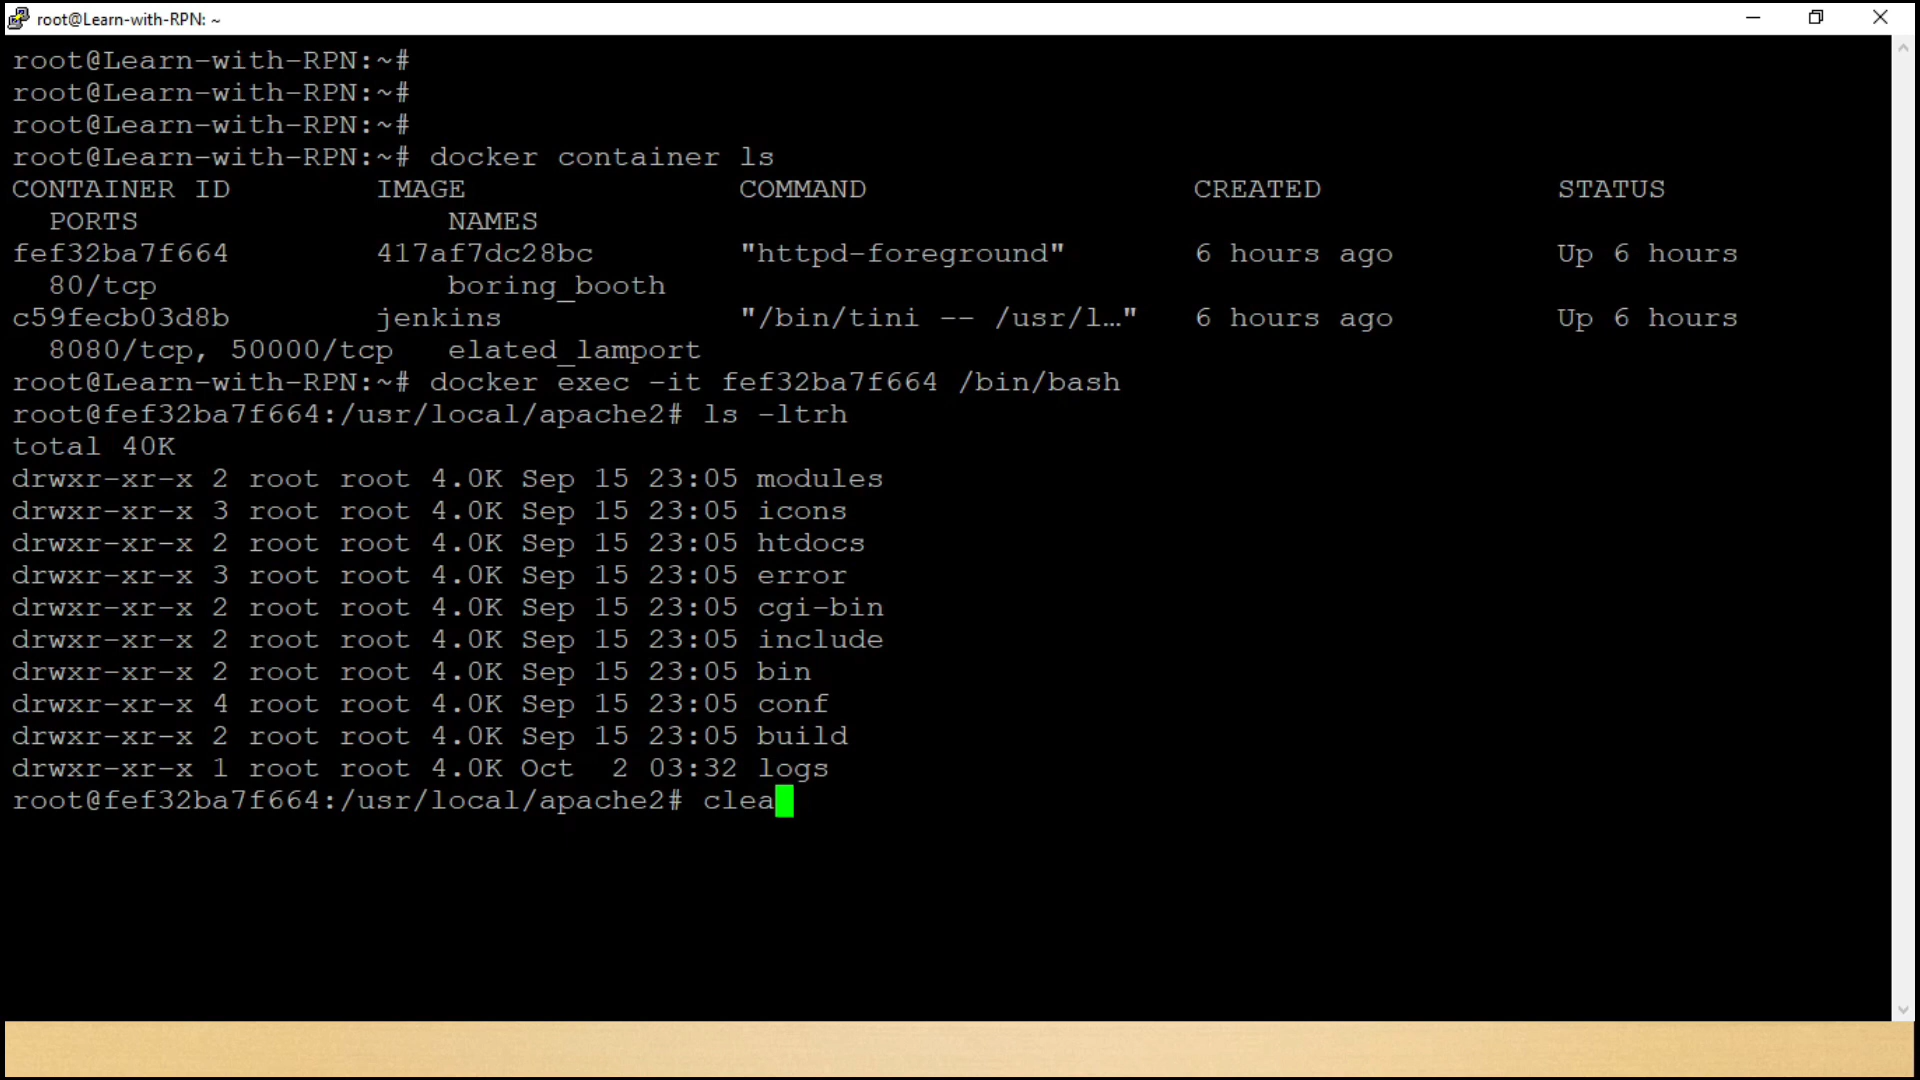 root@Learn-with-RPN: ~
root@Learn-with-RPN:~#
root@Learn-with-RPN:~#
root@Learn-with-RPN:~#
root@Learn-with-RPN:~# docker container ls
CONTAINER ID        IMAGE               COMMAND                  CREATED             STATUS
  PORTS                 NAMES
fef32ba7f664        417af7dc28bc        "httpd-foreground"       6 hours ago         Up 6 hours
  80/tcp                boring_booth
c59fecb03d8b        jenkins             "/bin/tini -- /usr/l…"   6 hours ago         Up 6 hours
  8080/tcp, 50000/tcp   elated_lamport
root@Learn-with-RPN:~# docker exec -it fef32ba7f664 /bin/bash
root@fef32ba7f664:/usr/local/apache2# ls -ltrh
total 40K
drwxr-xr-x 2 root root 4.0K Sep 15 23:05 modules
drwxr-xr-x 3 root root 4.0K Sep 15 23:05 icons
drwxr-xr-x 2 root root 4.0K Sep 15 23:05 htdocs
drwxr-xr-x 3 root root 4.0K Sep 15 23:05 error
drwxr-xr-x 2 root root 4.0K Sep 15 23:05 cgi-bin
drwxr-xr-x 2 root root 4.0K Sep 15 23:05 include
drwxr-xr-x 2 root root 4.0K Sep 15 23:05 bin
drwxr-xr-x 4 root root 4.0K Sep 15 23:05 conf
drwxr-xr-x 2 root root 4.0K Sep 15 23:05 build
drwxr-xr-x 1 root root 4.0K Oct  2 03:32 logs
root@fef32ba7f664:/usr/local/apache2# clea